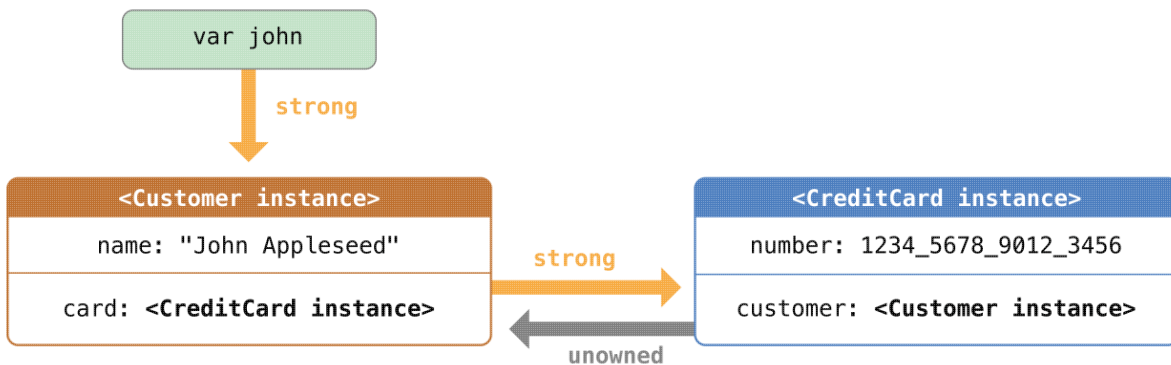 var john
strong
<Customer instance>
name: "John Appleseed"
card: <CreditCard instance>
strong
unowned
<CreditCard instance>
number: 1234_5678_9012_3456
customer: <Customer instance>